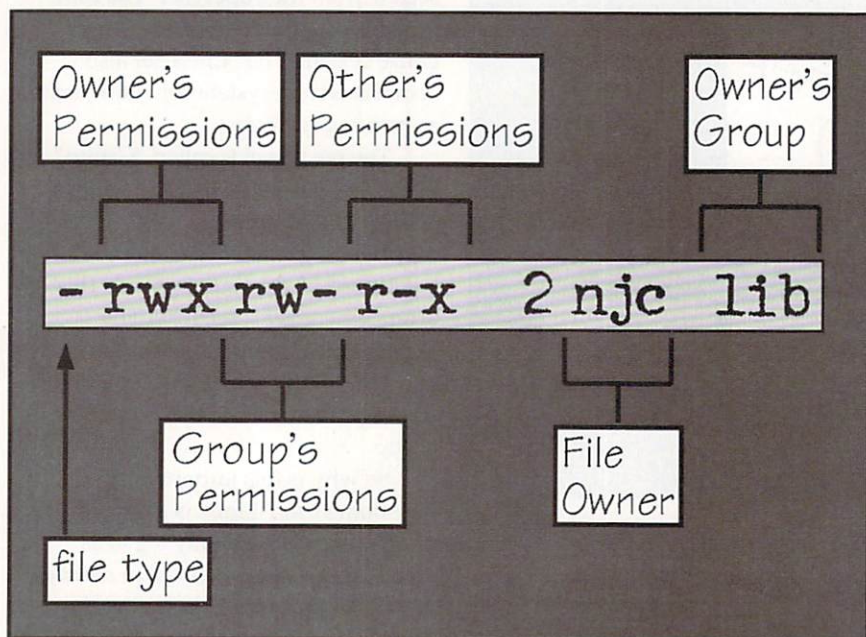 Owner's
Permissions
Other's
Permissions
Owner's
Group
- rwx rw- r-x 2 njc lib
Group's
Permissions
File
Owner
file type